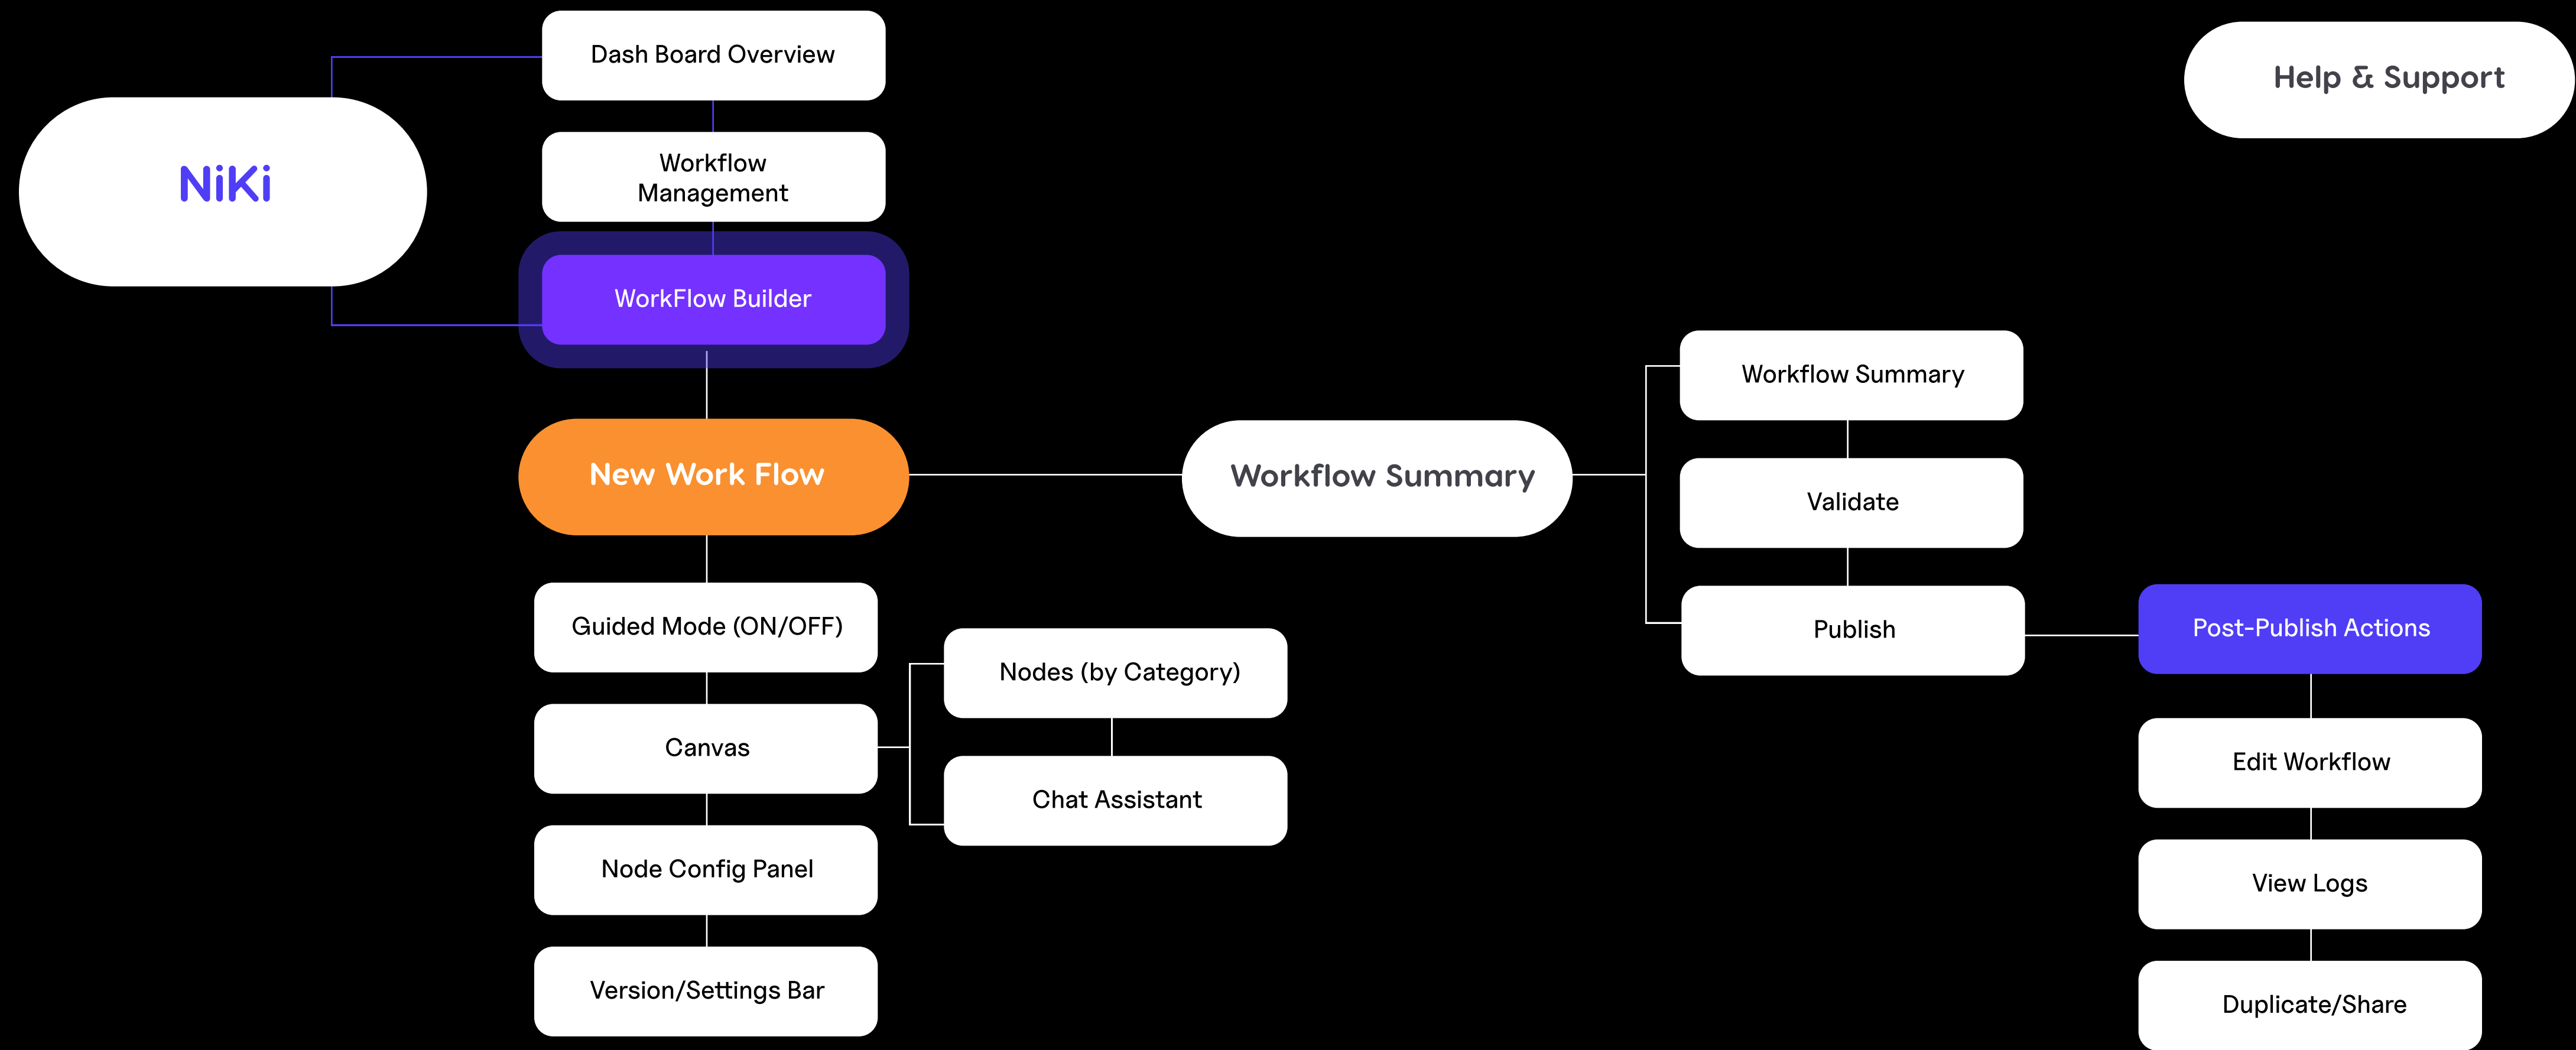 NiKi
Dash Board Overview
Workflow
Management
WorkFlow Builder
New Work Flow
Guided Mode (ON/OFF)
Canvas
Node Config Panel
Version/Settings Bar
Nodes (by Category)
Chat Assistant
Workflow Summary
Workflow Summary
Validate
Publish
Post-Publish Actions
Edit Workflow
View Logs
Duplicate/Share
Help & Support